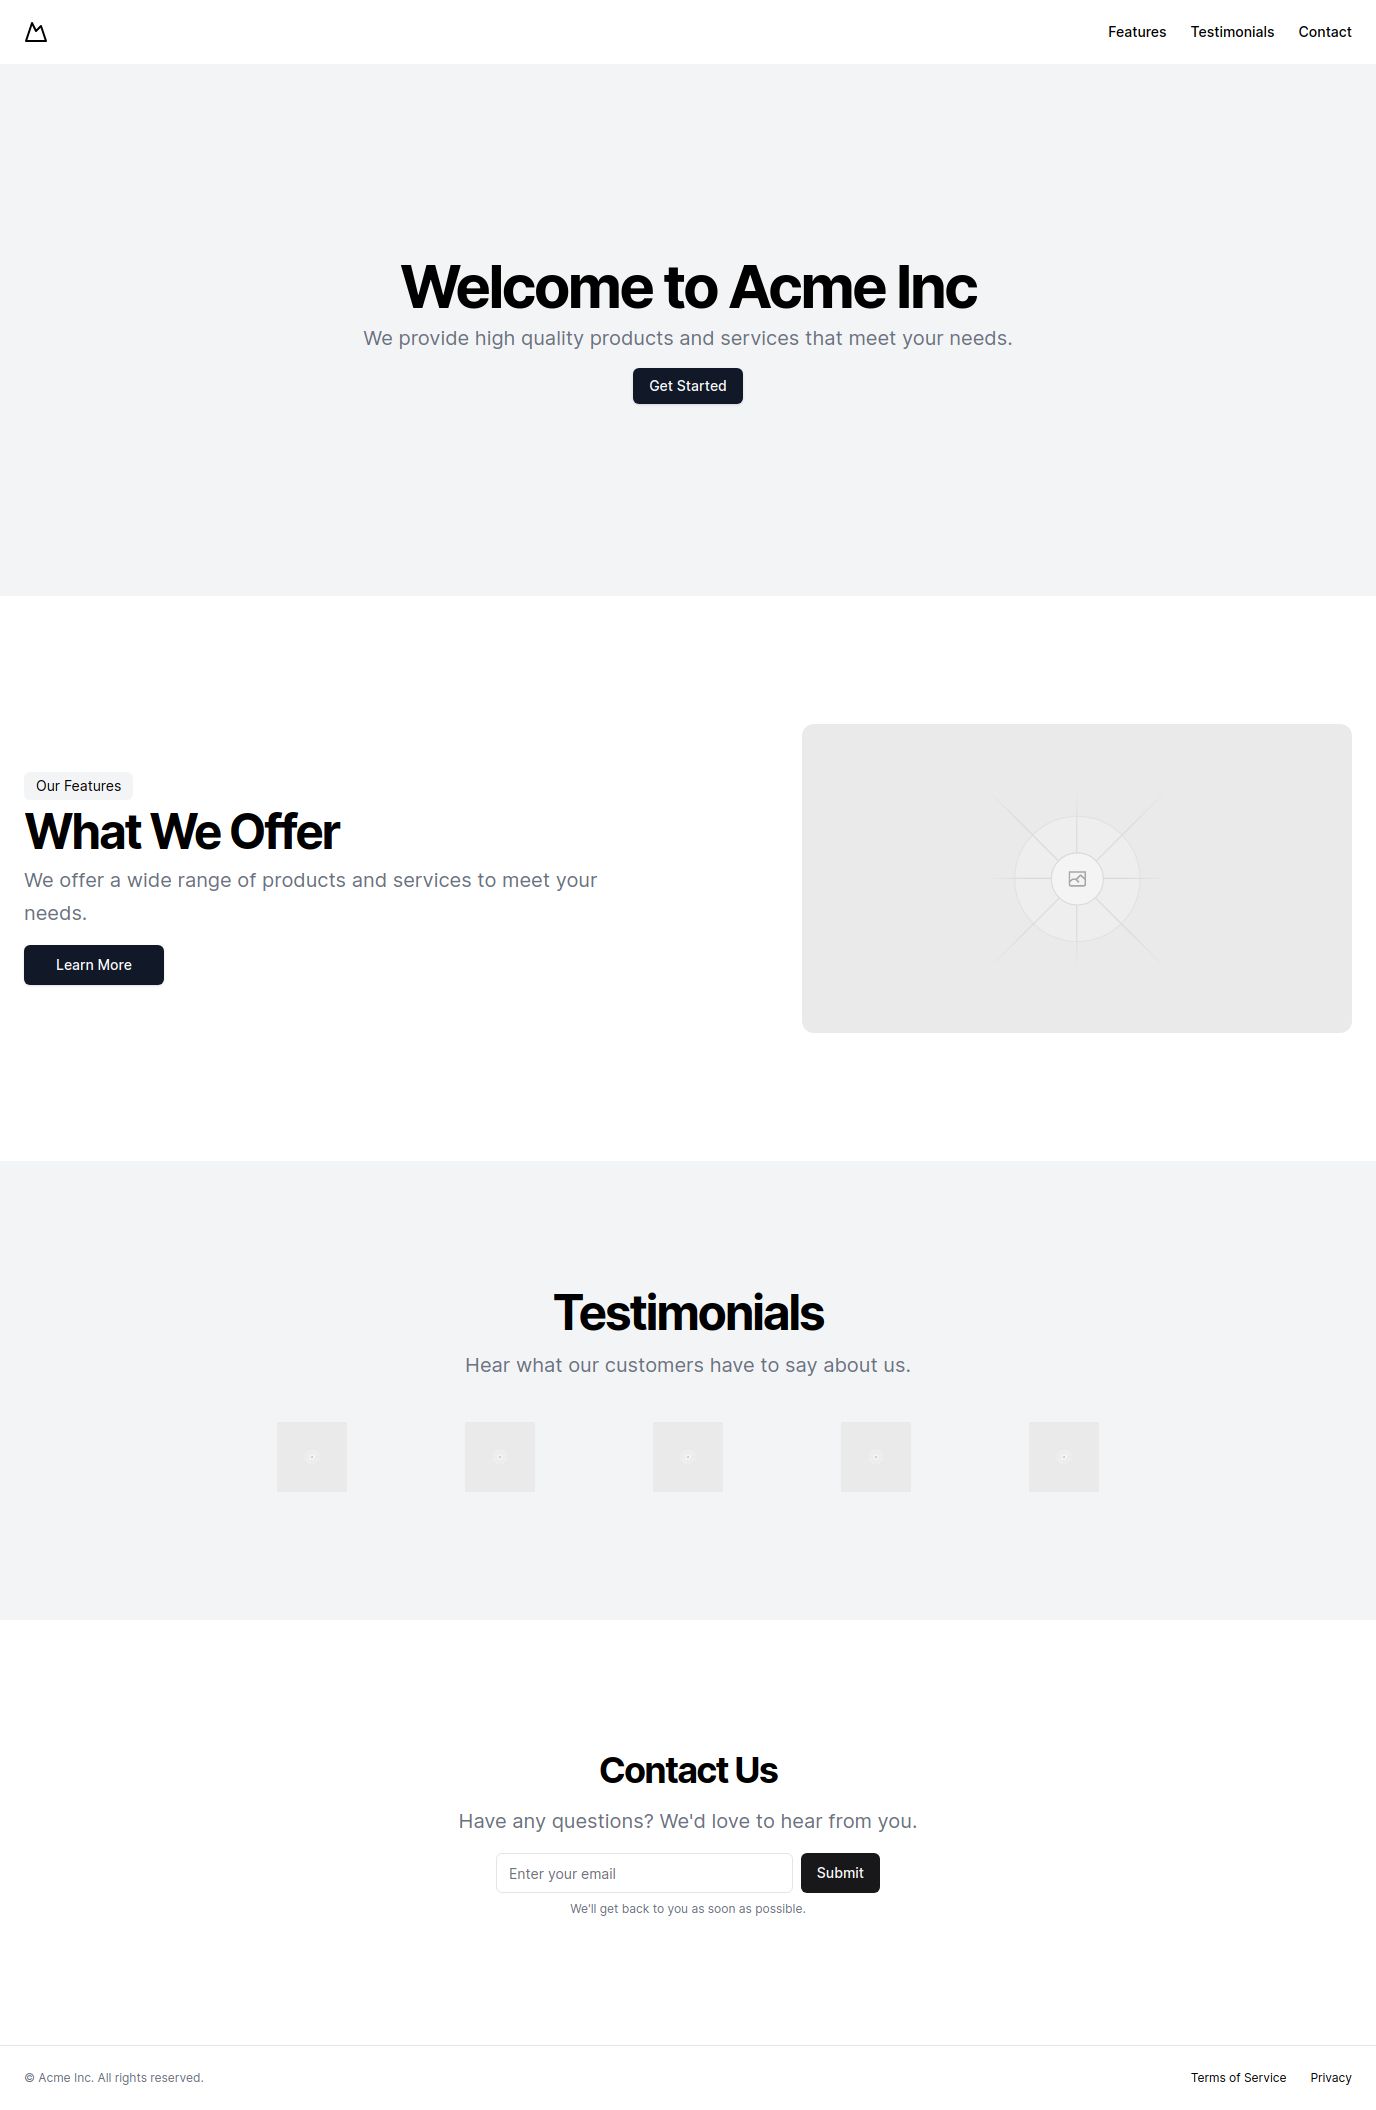 Features Testimonials Contact
Welcome to Acme Inc
We provide high quality products and services that meet your needs.
Get Started
Our Features
What We Offer
We offer a wide range of products and services to meet your
needs.
Learn More
Testimonials
Hear what our customers have to say about us.
Contact Us
Have any questions? We'd love to hear from you.
Enter your email Submit
We'll get back to you as soon as possible.
© Acme Inc. All rights reserved. Terms of Service Privacy